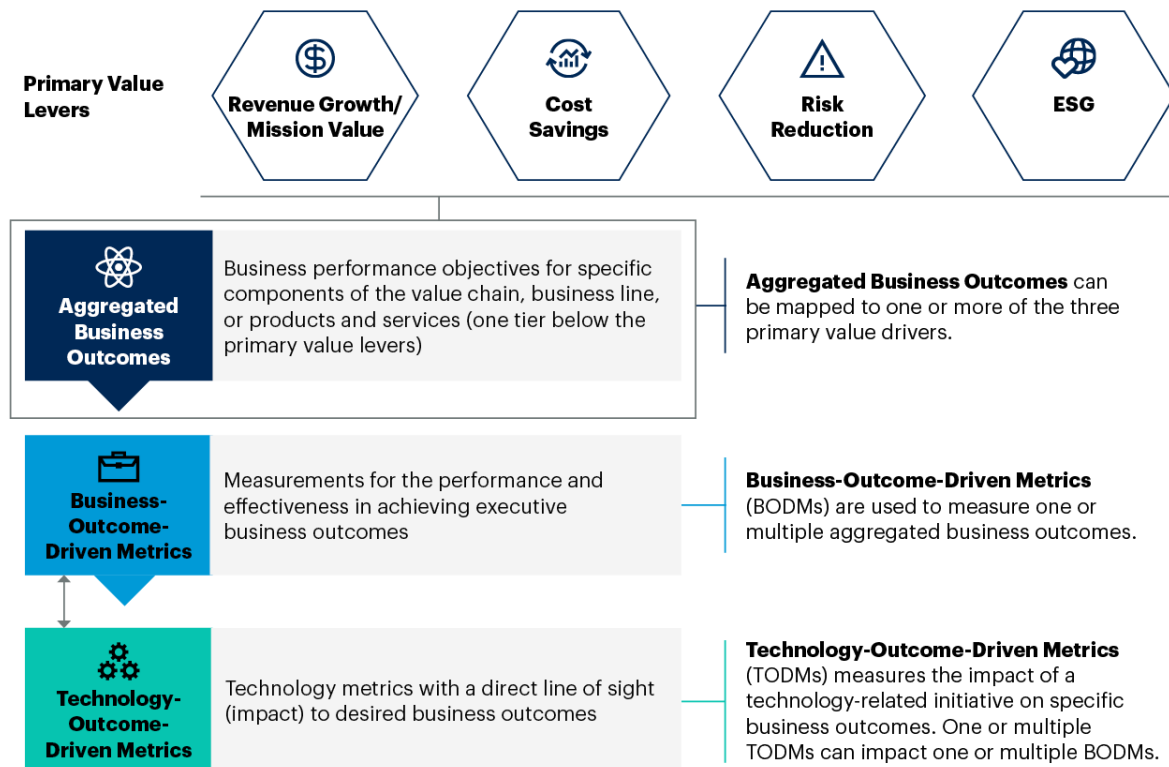 Primary Value
Levers
Revenue Growth/
Mission Value
Cost
Savings
Risk
Reduction
ESG
Aggregated
Business
Outcomes
Business performance objectives for specific
components of the value chain, business line,
or products and services (one tier below the
primary value levers)
Aggregated Business Outcomes can
be mapped to one or more of the three
primary value drivers.
Business-
Outcome-
Driven Metrics
Measurements for the performance and
effectiveness in achieving executive
business outcomes
Business-Outcome-Driven Metrics
(BODMs) are used to measure one or
multiple aggregated business outcomes.
Technology-
Outcome-
Driven Metrics
Technology metrics with a direct line of sight
(impact) to desired business outcomes
Technology-Outcome-Driven Metrics
(TODMs) measures the impact of a
technology-related initiative on specific
business outcomes. One or multiple
TODMs can impact one or multiple BODMs.